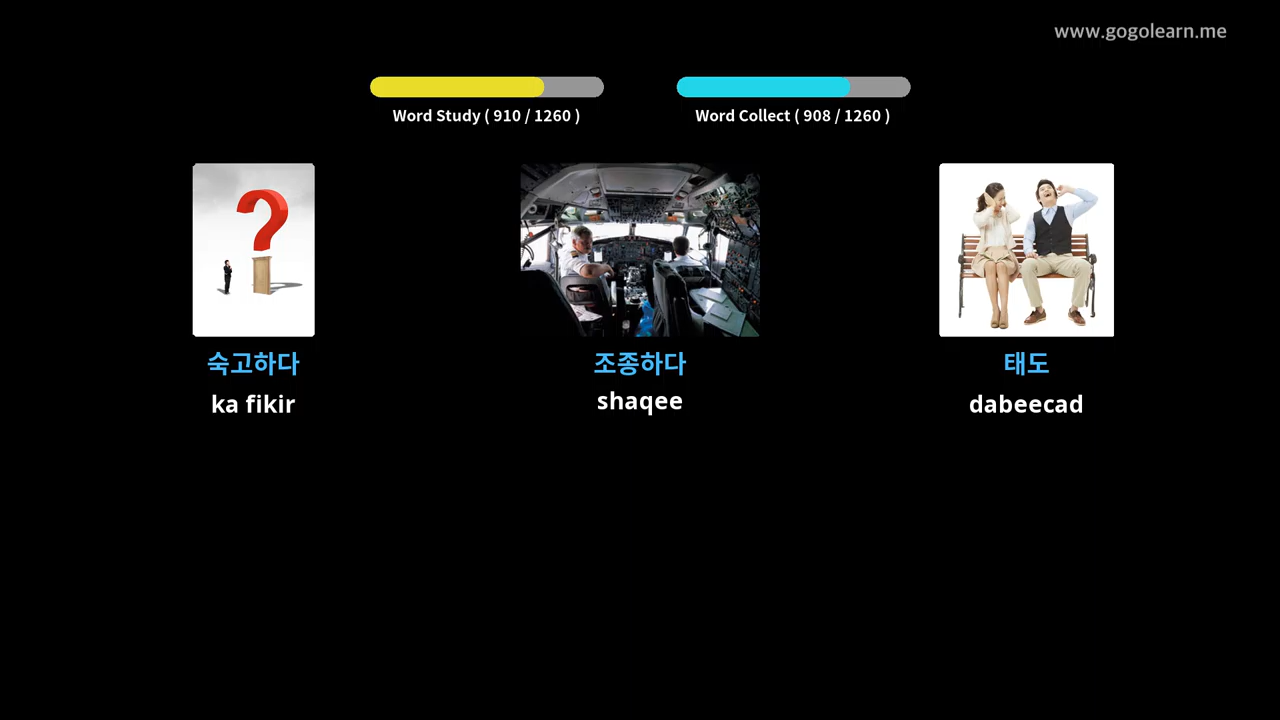 www.gogolearn.me
Word Study ( 910 / 1260 )
Word Collect ( 908 / 1260 )
숙고하다
조종하다
태도
ka fikir
shaqee
dabeecad